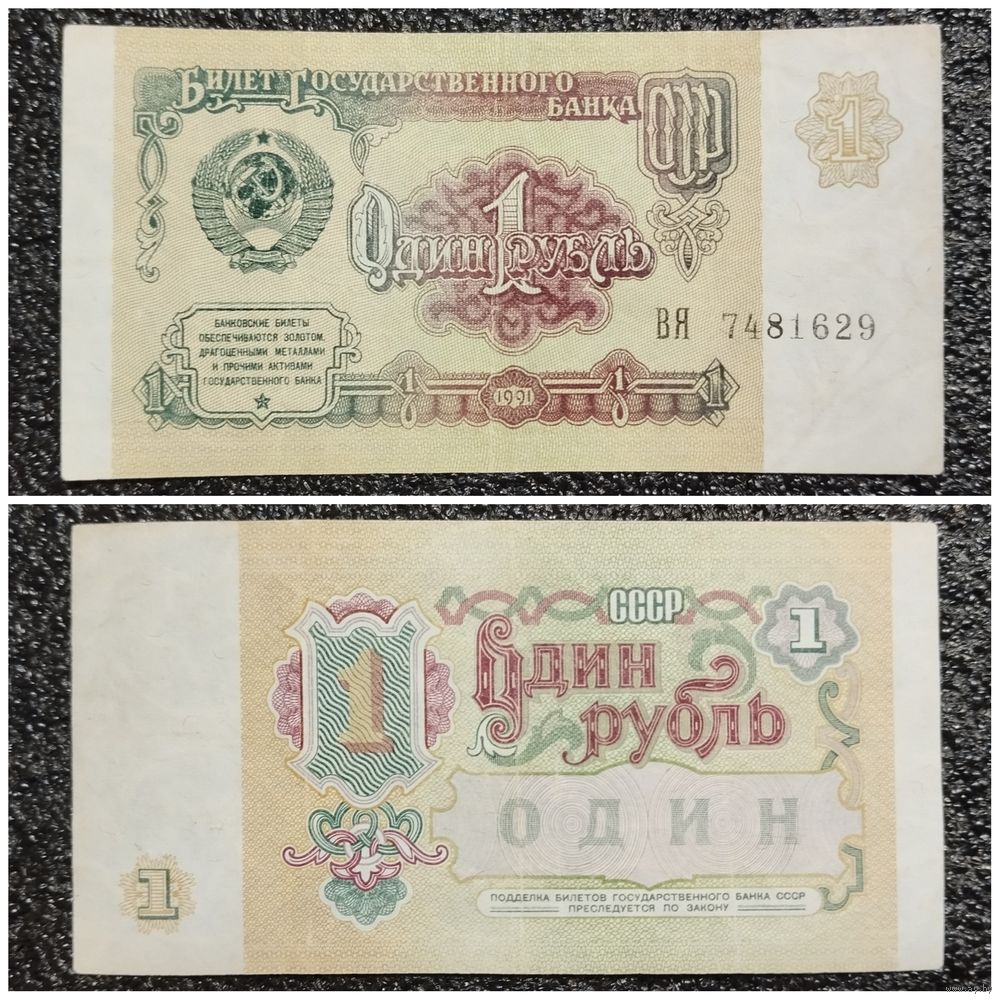 Билет Государственного
Банка СССР
1
Один 1 рубль
ВЯ 7481629
БАНКОВСКИЕ БИЛЕТЫ
ОБЕСПЕЧИВАЮТСЯ ЗОЛОТОМ,
ДРАГОЦЕННЫМИ МЕТАЛЛАМИ
И ПРОЧИМИ АКТИВАМИ
ГОСУДАРСТВЕННОГО БАНКА
1 1 1991 1 1
СССР
1
1
Один
рубль
ОДИН
1
ПОДДЕЛКА БИЛЕТОВ ГОСУДАРСТВЕННОГО БАНКА СССР
ПРЕСЛЕДУЕТСЯ ПО ЗАКОНУ